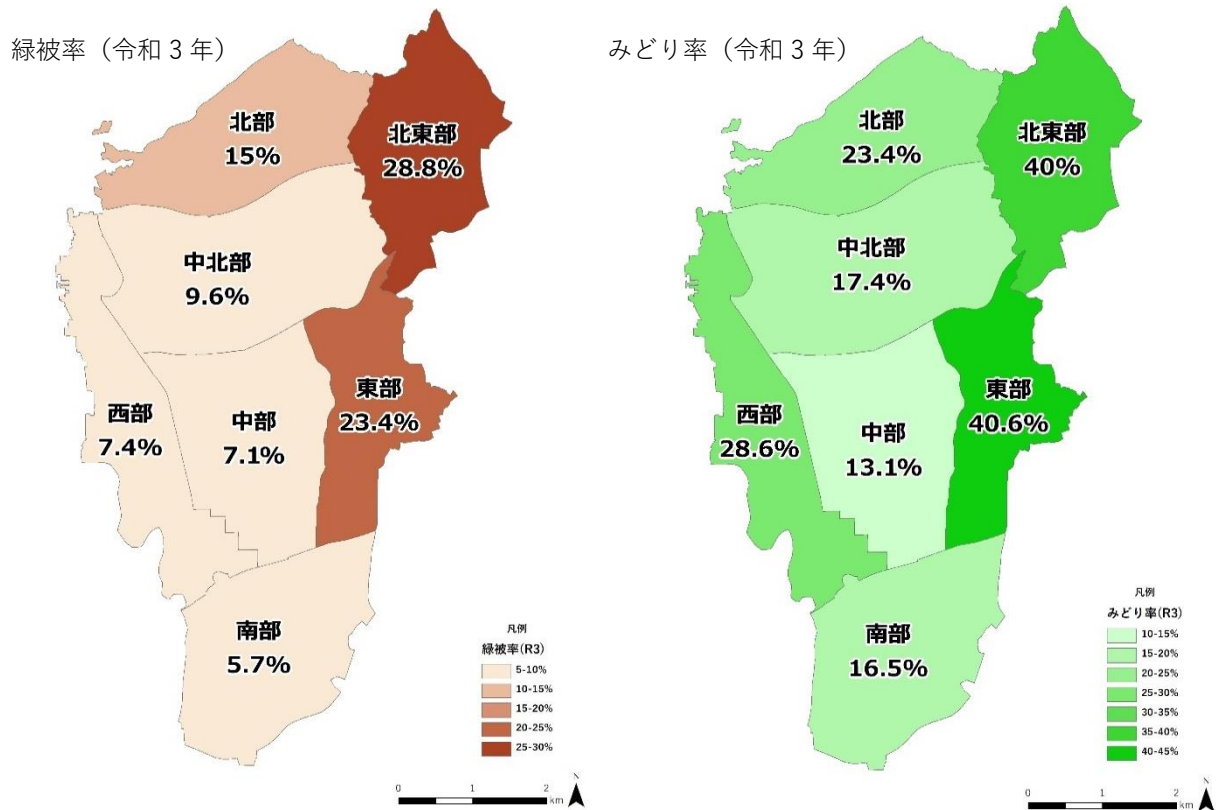 緑被率（令和３年）
北部
15%
北東部
28.8%
中北部
9.6%
東部
23.4%
西部
7.4%
中部
7.1%
南部
5.7%
凡例
緑被率(R3)
5-10%
10-15%
15-20%
20-25%
25-30%
0 1 2
km
N
みどり率（令和３年）
北部
23.4%
北東部
40%
中北部
17.4%
東部
40.6%
西部
28.6%
中部
13.1%
南部
16.5%
凡例
みどり率(R3)
10-15%
15-20%
20-25%
25-30%
30-35%
35-40%
40-45%
0 1 2
km
N